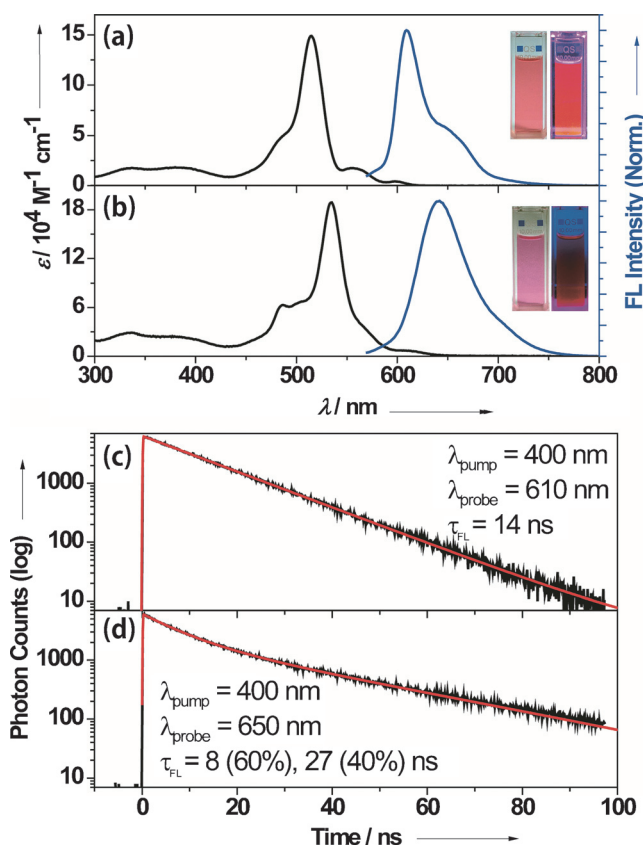 (a)
15
10
5
0
ε / 10⁴ M⁻¹ cm⁻¹
FL Intensity (Norm.)
QS
QS
(b)
18
12
6
0
QS
300 400 500 600 700 800
λ / nm
(c)
λpump = 400 nm
λprobe = 610 nm
τFL = 14 ns
1000
100
10
Photon Counts (log)
(d)
λpump = 400 nm
λprobe = 650 nm
τFL = 8 (60%), 27 (40%) ns
1000
100
10
0 20 40 60 80 100
Time / ns